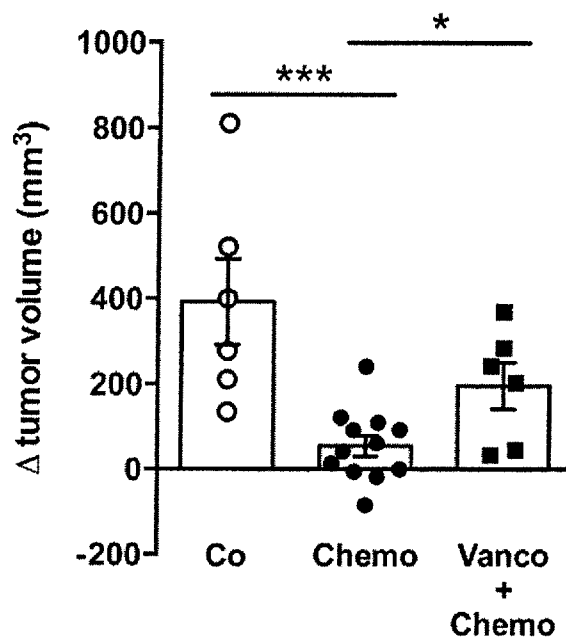 1000
800
600
400
200
0
-200
Δ tumor volume (mm³)
***
*
Co
Chemo
Vanco
+
Chemo